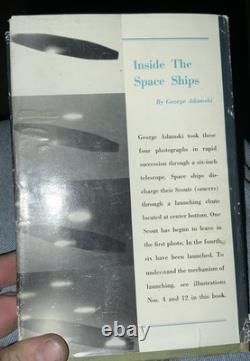 Inside The
Space Ships
By George Adamski
George Adamski took these
four photographs in rapid
succession through a six-inch
telescope. Space ships dis-
charge their Scouts (saucers)
through a launching chute
located at center bottom. One
Scout has begun to leave in
the first photo. In the fourth,
six have been launched. To
understand the mechanism of
launching, see illustrations
Nos. 4 and 12 in this book.
ebay